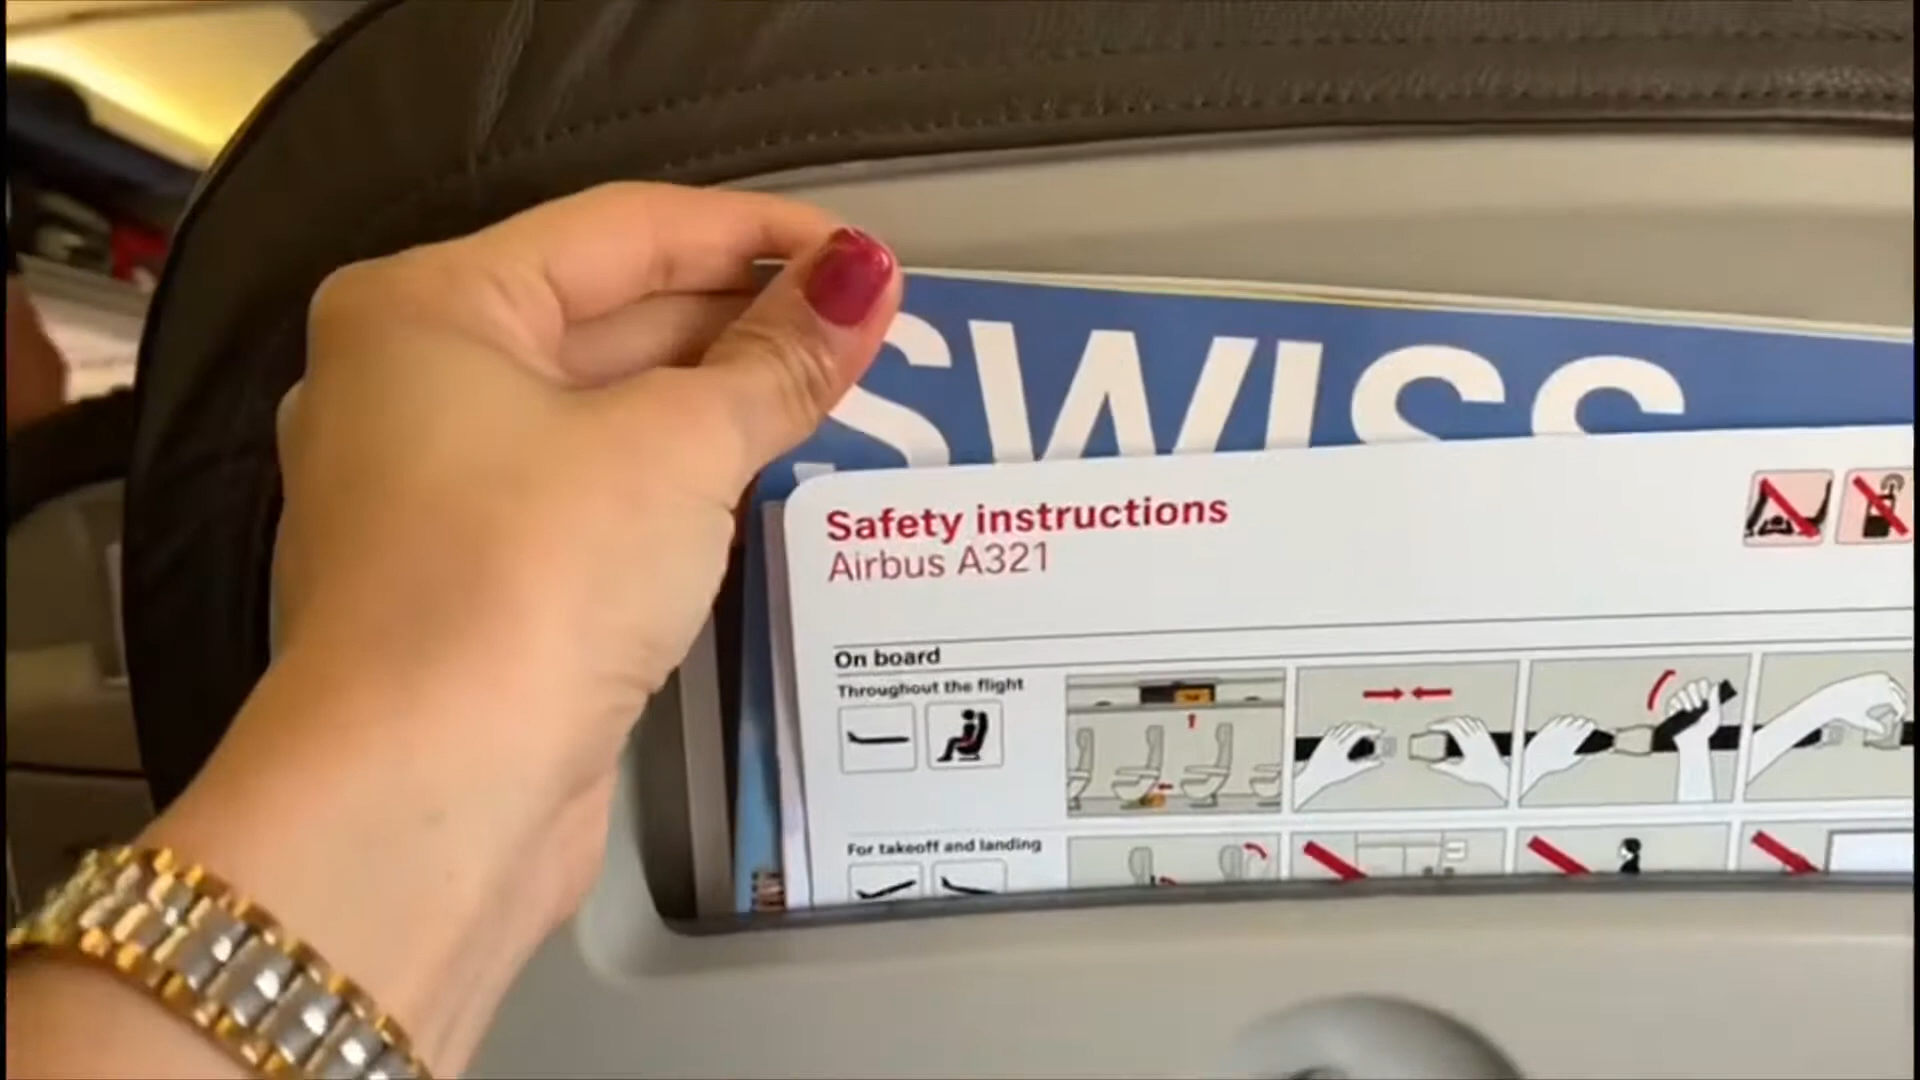 SWISS
Safety instructions
Airbus A321
On board
Throughout the flight
For takeoff and landing